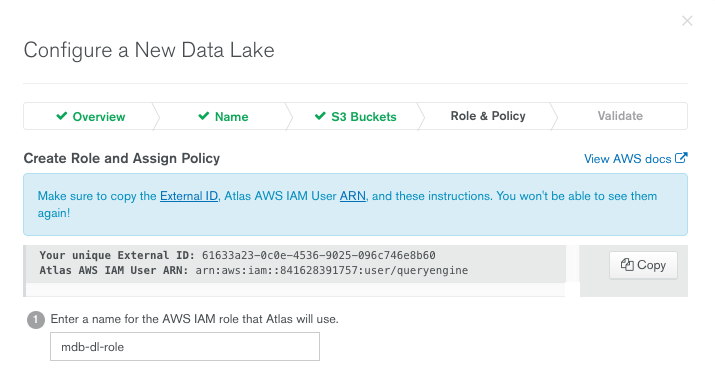 Configure a New Data Lake
Overview
Name
S3 Buckets
Role & Policy
Validate
Create Role and Assign Policy
View AWS docs
Make sure to copy the External ID, Atlas AWS IAM User ARN, and these instructions. You won't be able to see them
again!
Your unique External ID: 61633a23-0c0e-4536-9025-096c746e8b60
Atlas AWS IAM User ARN: arn:aws:iam::841628391757:user/queryengine
Copy
1 Enter a name for the AWS IAM role that Atlas will use.
mdb-dl-role